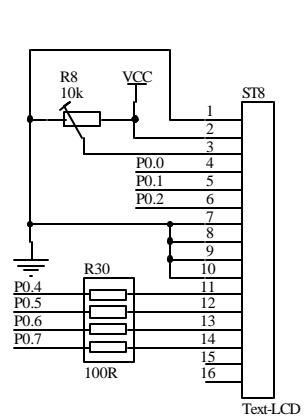 R8
10k
VCC
ST8
1
2
3
P0.0 4
P0.1 5
P0.2 6
7
8
9
10
R30
P0.4 11
P0.5 12
P0.6 13
P0.7 14
15
100R
16
Text-LCD